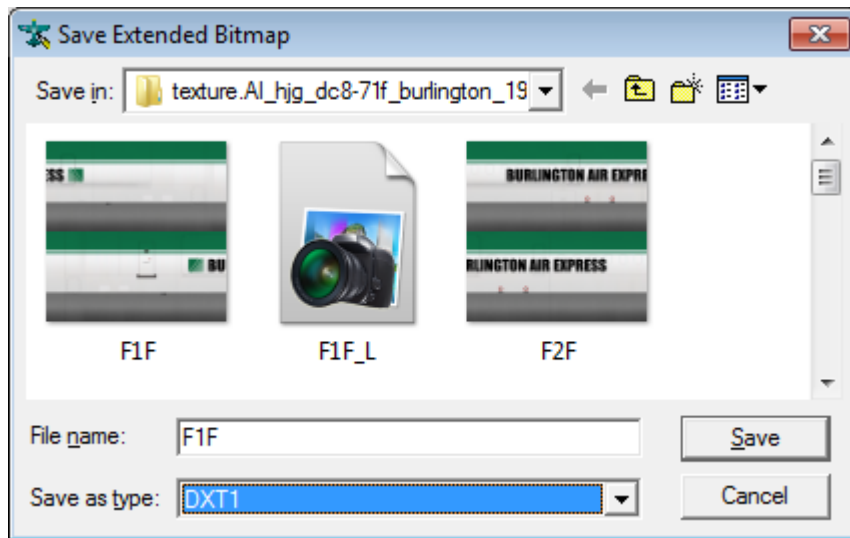 Save Extended Bitmap
Save in: texture.AI_hjg_dc8-71f_burlington_19
ESS
BURLINGTON AIR EXPRE
BU
RLINGTON AIR EXPRESS
F1F
F1F_L
F2F
File name: F1F
Save
Save as type: DXT1
Cancel